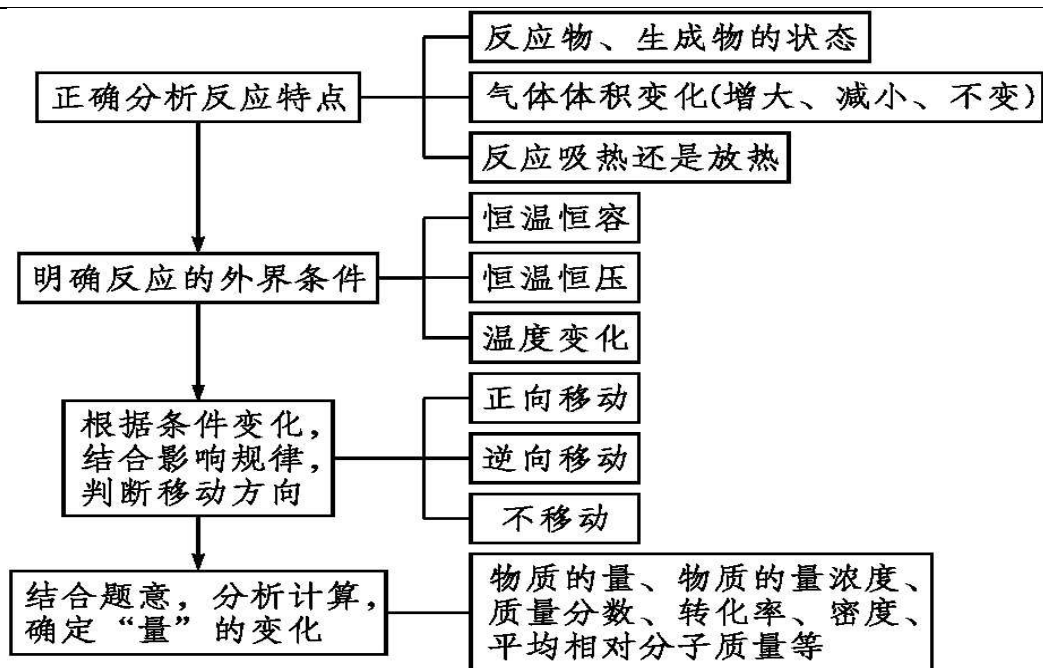 正确分析反应特点
反应物、生成物的状态
气体体积变化(增大、减小、不变)
反应吸热还是放热
明确反应的外界条件
恒温恒容
恒温恒压
温度变化
根据条件变化，
结合影响规律，
判断移动方向
正向移动
逆向移动
不移动
结合题意，分析计算，
确定“量”的变化
物质的量、物质的量浓度、
质量分数、转化率、密度、
平均相对分子质量等